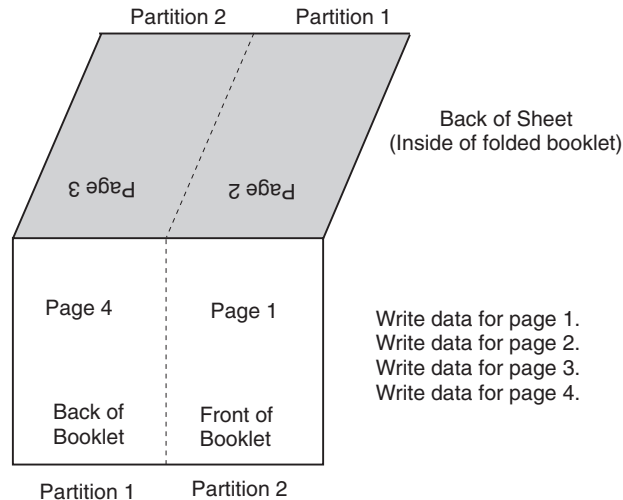 Partition 2
Partition 1
Back of Sheet
(Inside of folded booklet)
Page 3
Page 2
Page 4
Page 1
Write data for page 1.
Write data for page 2.
Write data for page 3.
Write data for page 4.
Back of
Booklet
Front of
Booklet
Partition 1
Partition 2